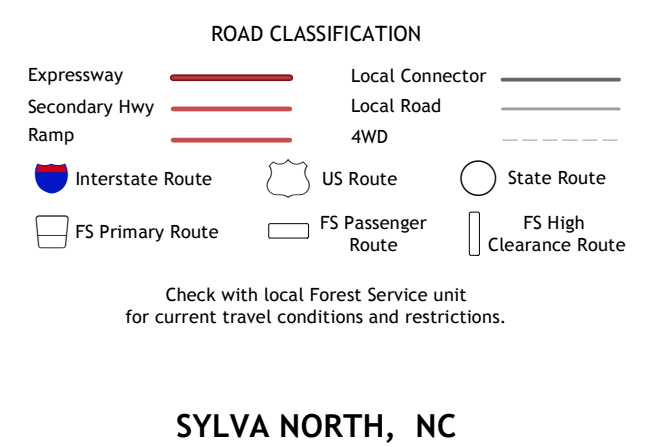 ROAD CLASSIFICATION
Expressway
Local Connector
Secondary Hwy
Local Road
Ramp
4WD
Interstate Route
US Route
State Route
FS Primary Route
FS Passenger
Route
FS High
Clearance Route
Check with local Forest Service unit
for current travel conditions and restrictions.
SYLVA NORTH, NC